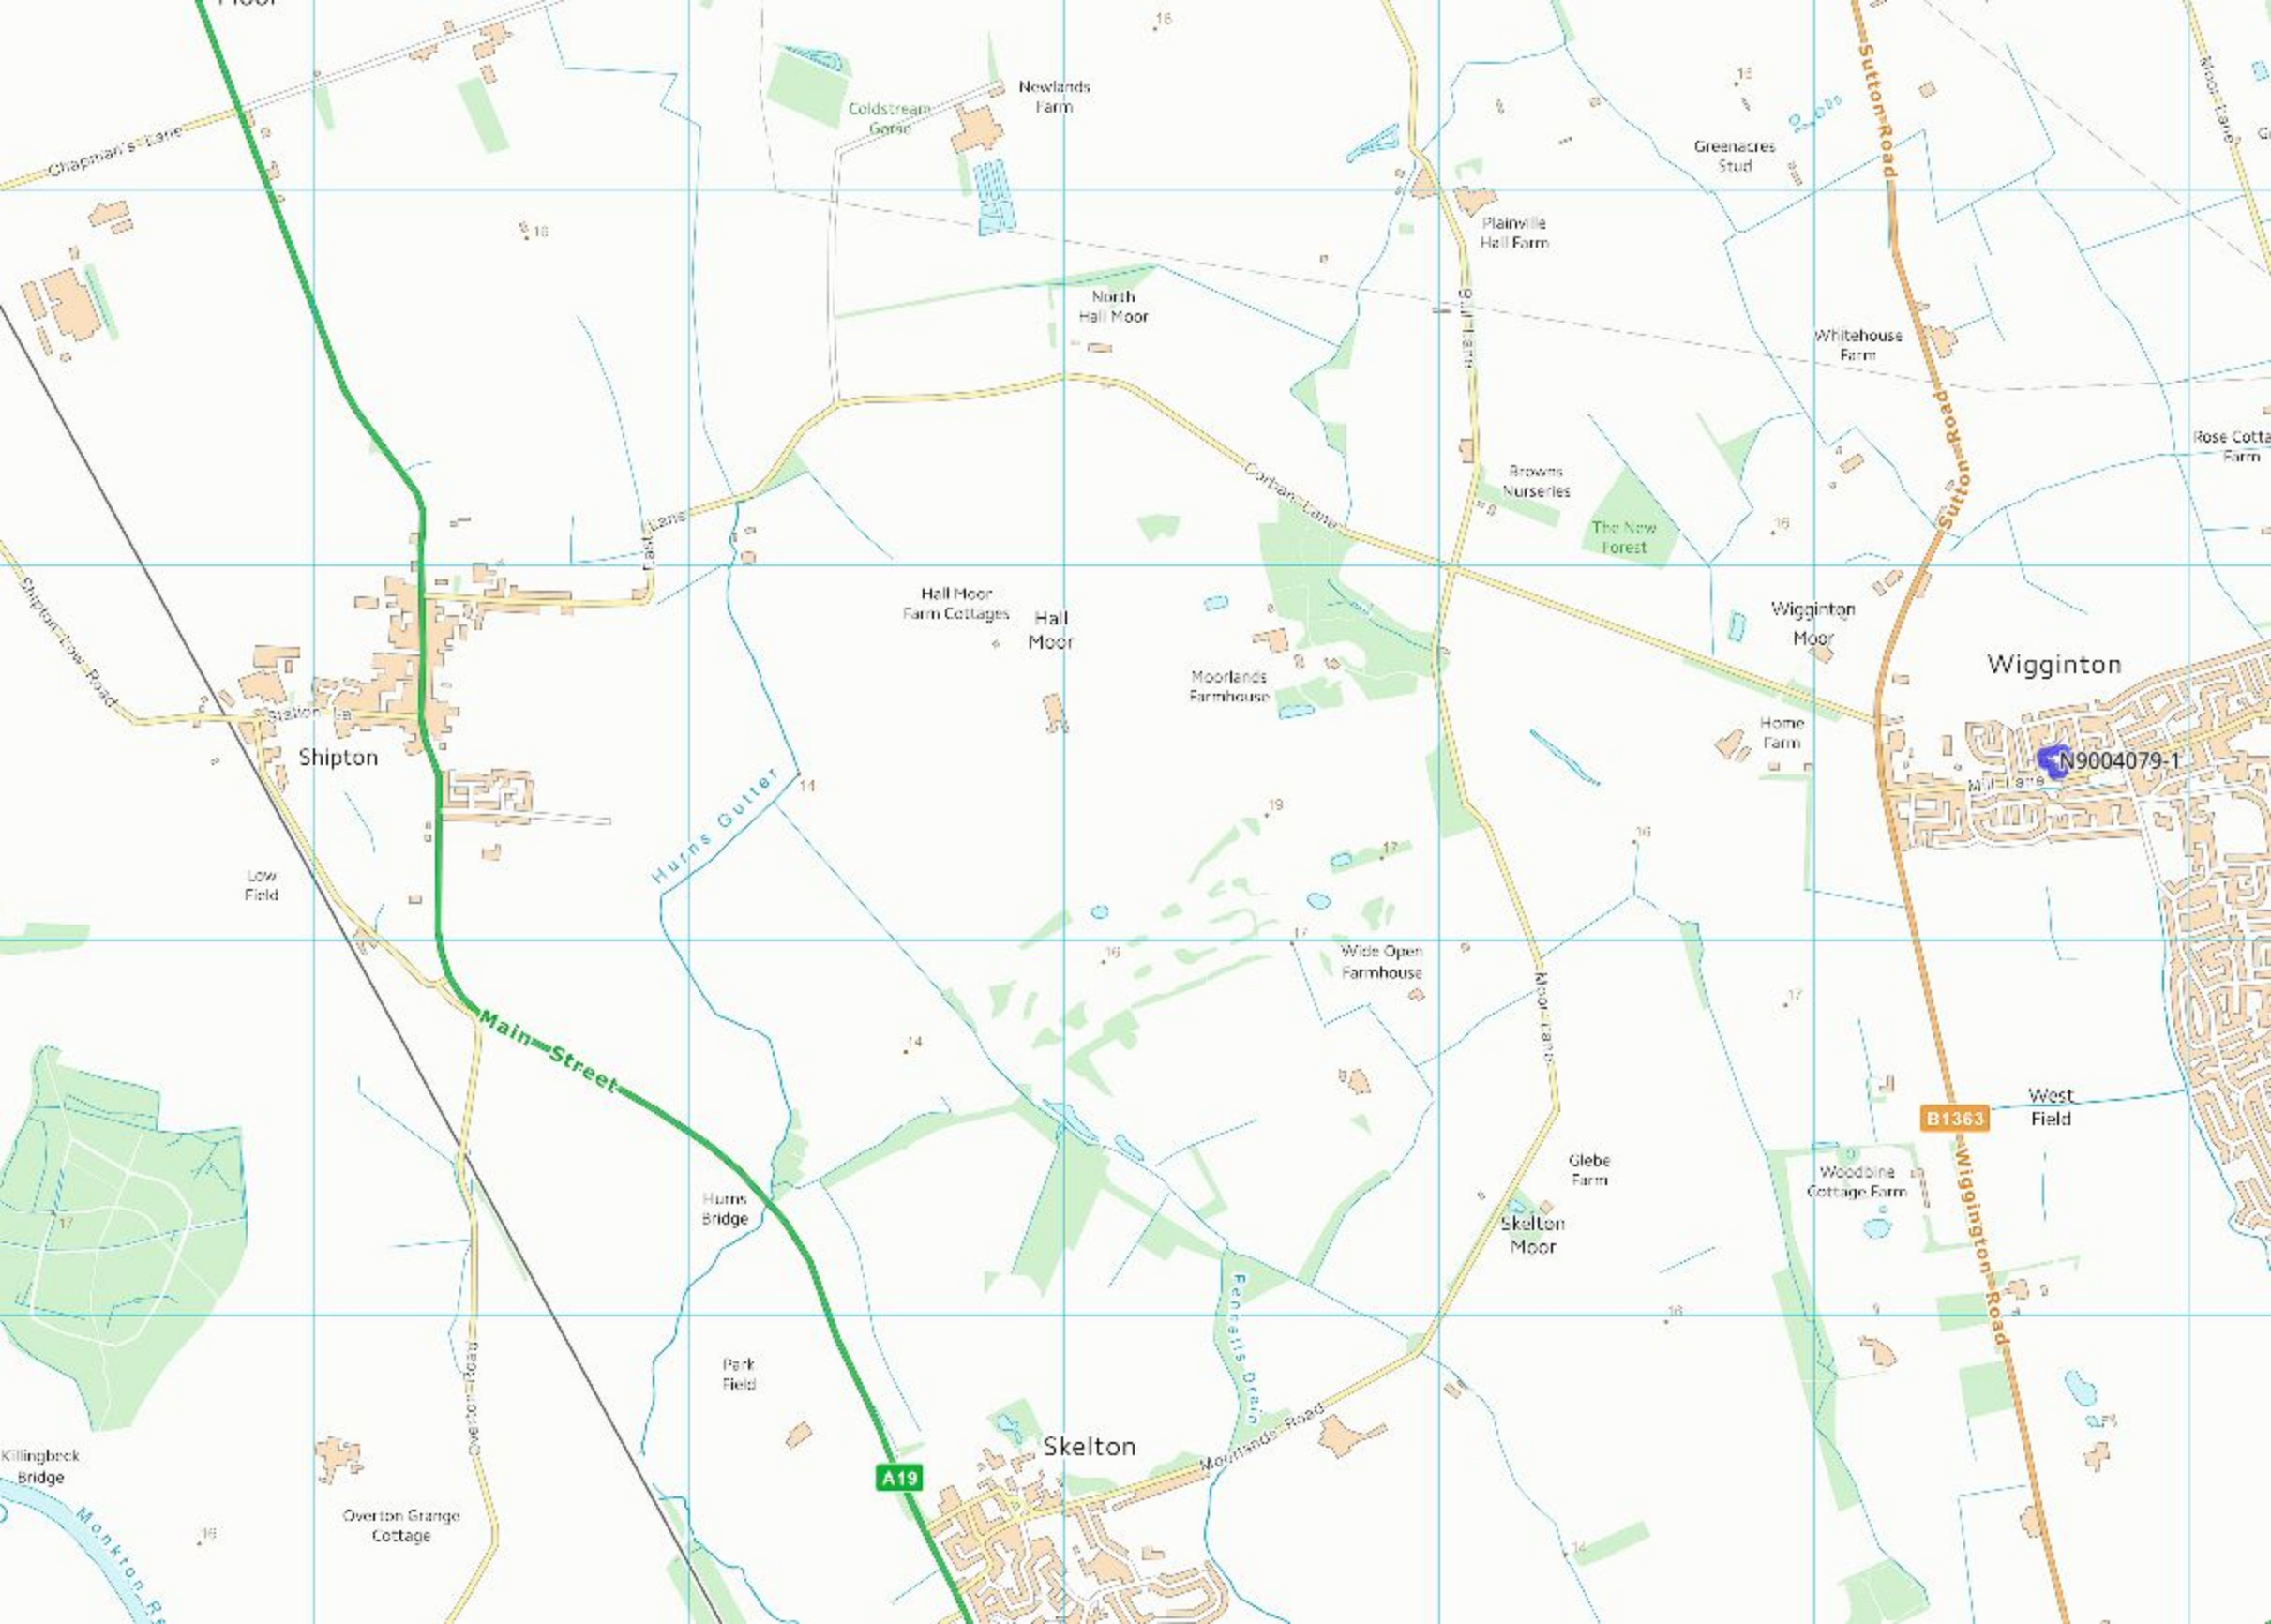 Moor
16
Newlands
Farm
Coldstream
Gorse
Chapman's Lane
Sutton Road
Moor Lane
16
Greenacres
Stud
16
Plainville
Hall Farm
North
Hall Moor
Whitehouse
Farm
Sutton Road
Rose Cotta
Farm
Corban Lane
Browns
Nurseries
The New
Forest
16
East Lane
Shipton Low Road
Hall Moor
Farm Cottages
Hall
Moor
Wigginton
Moor
Wigginton
Moorlands
Farmhouse
Station La
Shipton
Home
Farm
N9004079-1
Mill Lane
14
Hurns Gutter
19
16
17
Low
Field
17
16
Wide Open
Farmhouse
Moor Lane
17
Main Street
14
West
Field
B1363
Glebe
Farm
Woodbine
Cottage Farm
Hurns
Bridge
17
Skelton
Moor
Wigginton Road
16
Fennells Drain
Park
Field
Overton Road
Moorlands Road
Skelton
Killingbeck
Bridge
A19
Overton Grange
Cottage
Monkton Re
16
14